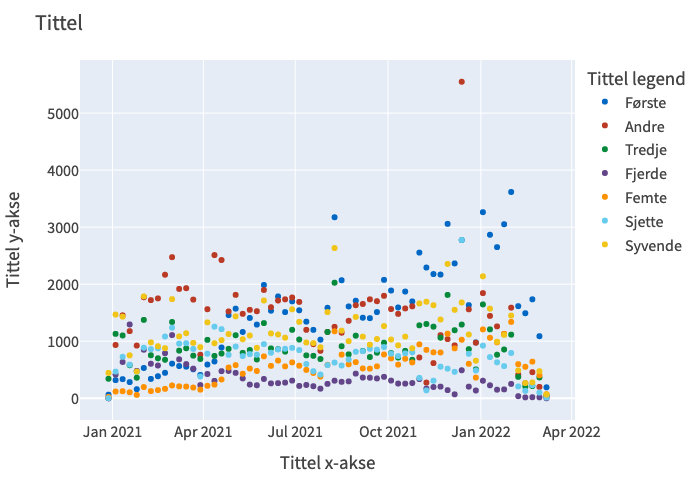 Tittel
Tittel y-akse
5000
4000
3000
2000
1000
0
Jan 2021
Apr 2021
Jul 2021
Oct 2021
Jan 2022
Apr 2022
Tittel x-akse
Tittel legend
Første
Andre
Tredje
Fjerde
Femte
Sjette
Syvende